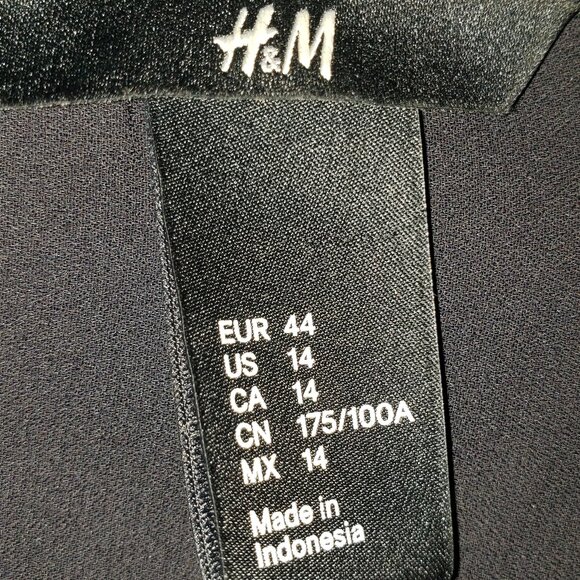 H&M
EUR 44
US 14
CA 14
CN 175/100A
MX 14
Made in
Indonesia